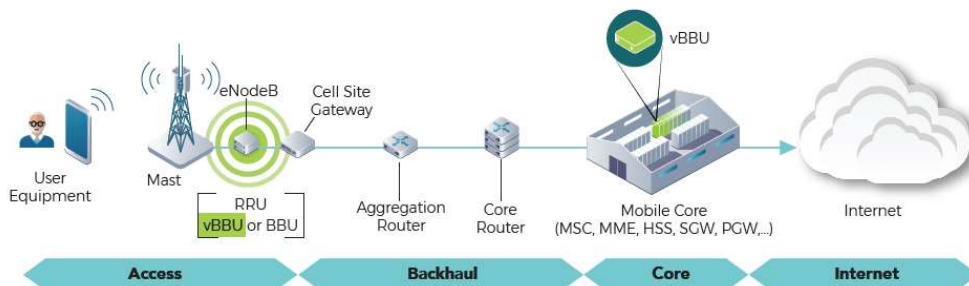 vBBU
eNodeB
Cell Site
Gateway
User
Equipment
Mast
RRU
vBBU or BBU
Aggregation
Router
Core
Router
Mobile Core
(MSC, MME, HSS, SGW, PGW,...)
Internet
Access
Backhaul
Core
Internet